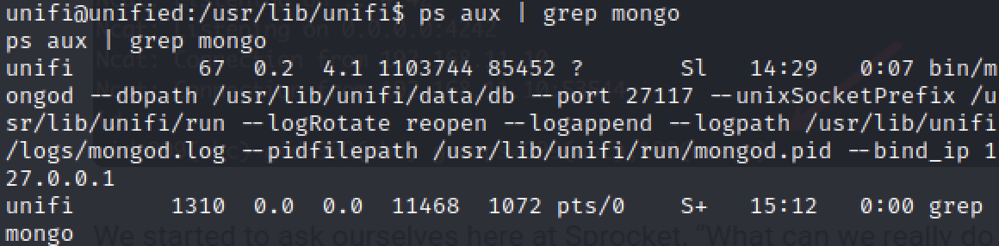 unifi@unified:/usr/lib/unifi$ ps aux | grep mongo
ps aux | grep mongo
unifi         67  0.2  4.1 1103744 85452 ?       Sl   14:29   0:07 bin/m
ongod --dbpath /usr/lib/unifi/data/db --port 27117 --unixSocketPrefix /u
sr/lib/unifi/run --logRotate reopen --logappend --logpath /usr/lib/unifi
/logs/mongod.log --pidfilepath /usr/lib/unifi/run/mongod.pid --bind_ip 1
27.0.0.1
unifi       1310  0.0  0.0  11468  1072 pts/0    S+   15:12   0:00 grep
mongo
We started to ask ourselves here at Sprocket, “What can we really do